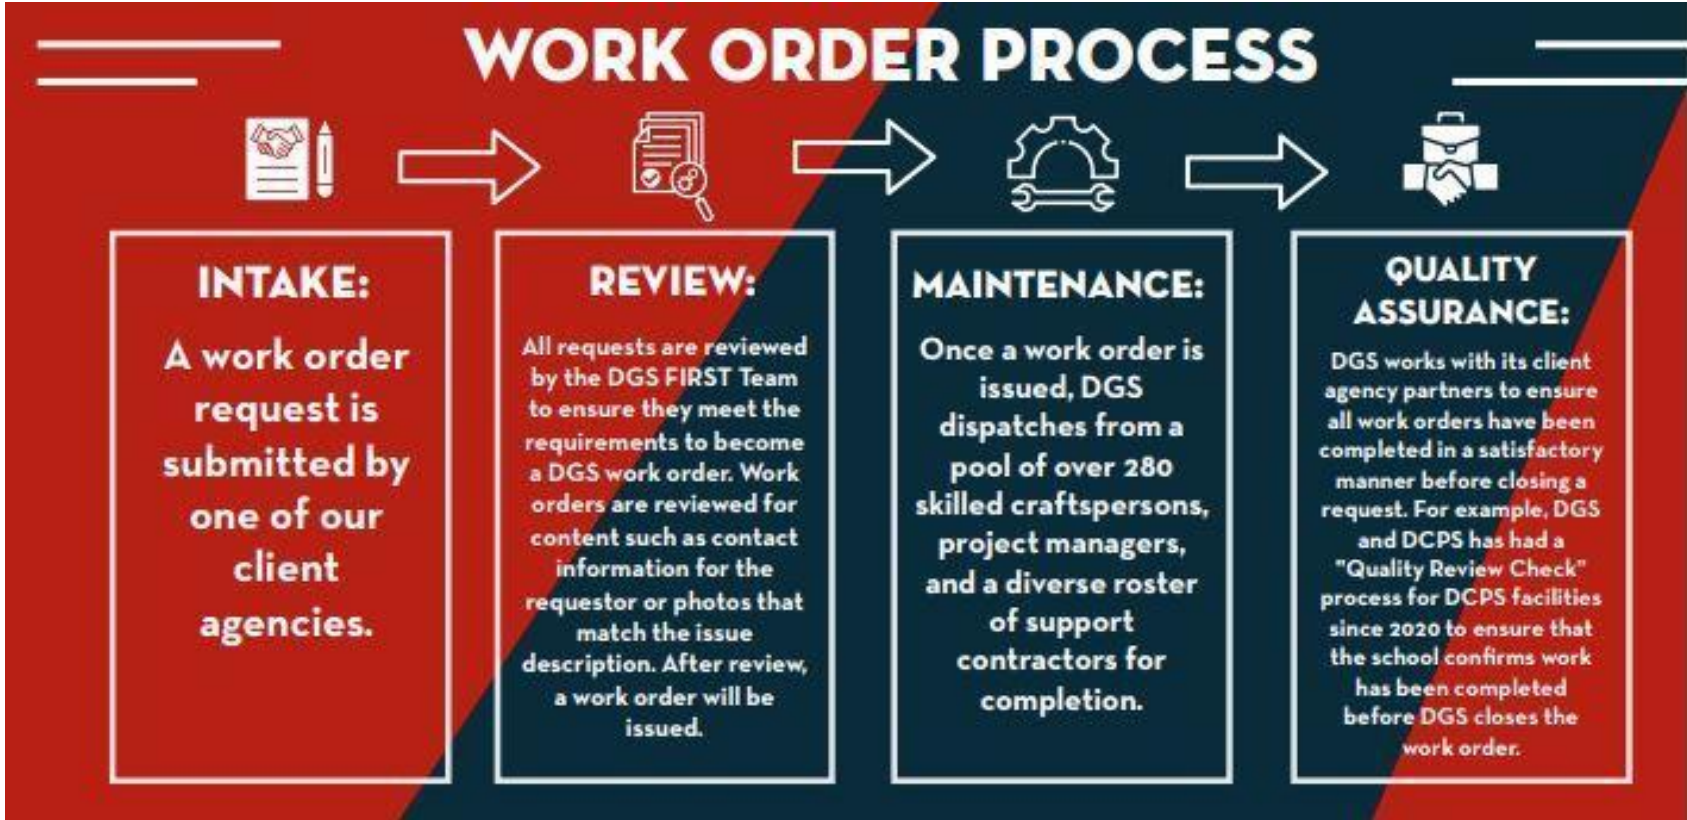 WORK ORDER PROCESS
INTAKE:
A work order
request is
submitted by
one of our
client
agencies.
REVIEW:
All requests are reviewed
by the DGS FIRST Team
to ensure they meet the
requirements to become
a DGS work order. Work
orders are reviewed for
content such as contact
information for the
requestor or photos that
match the issue
description. After review,
a work order will be
issued.
MAINTENANCE:
Once a work order is
issued, DGS
dispatches from a
pool of over 280
skilled craftspersons,
project managers,
and a diverse roster
of support
contractors for
completion.
QUALITY
ASSURANCE:
DGS works with its client
agency partners to ensure
all work orders have been
completed in a satisfactory
manner before closing a
request. For example, DGS
and DCPS has had a
"Quality Review Check"
process for DCPS facilities
since 2020 to ensure that
the school confirms work
has been completed
before DGS closes the
work order.